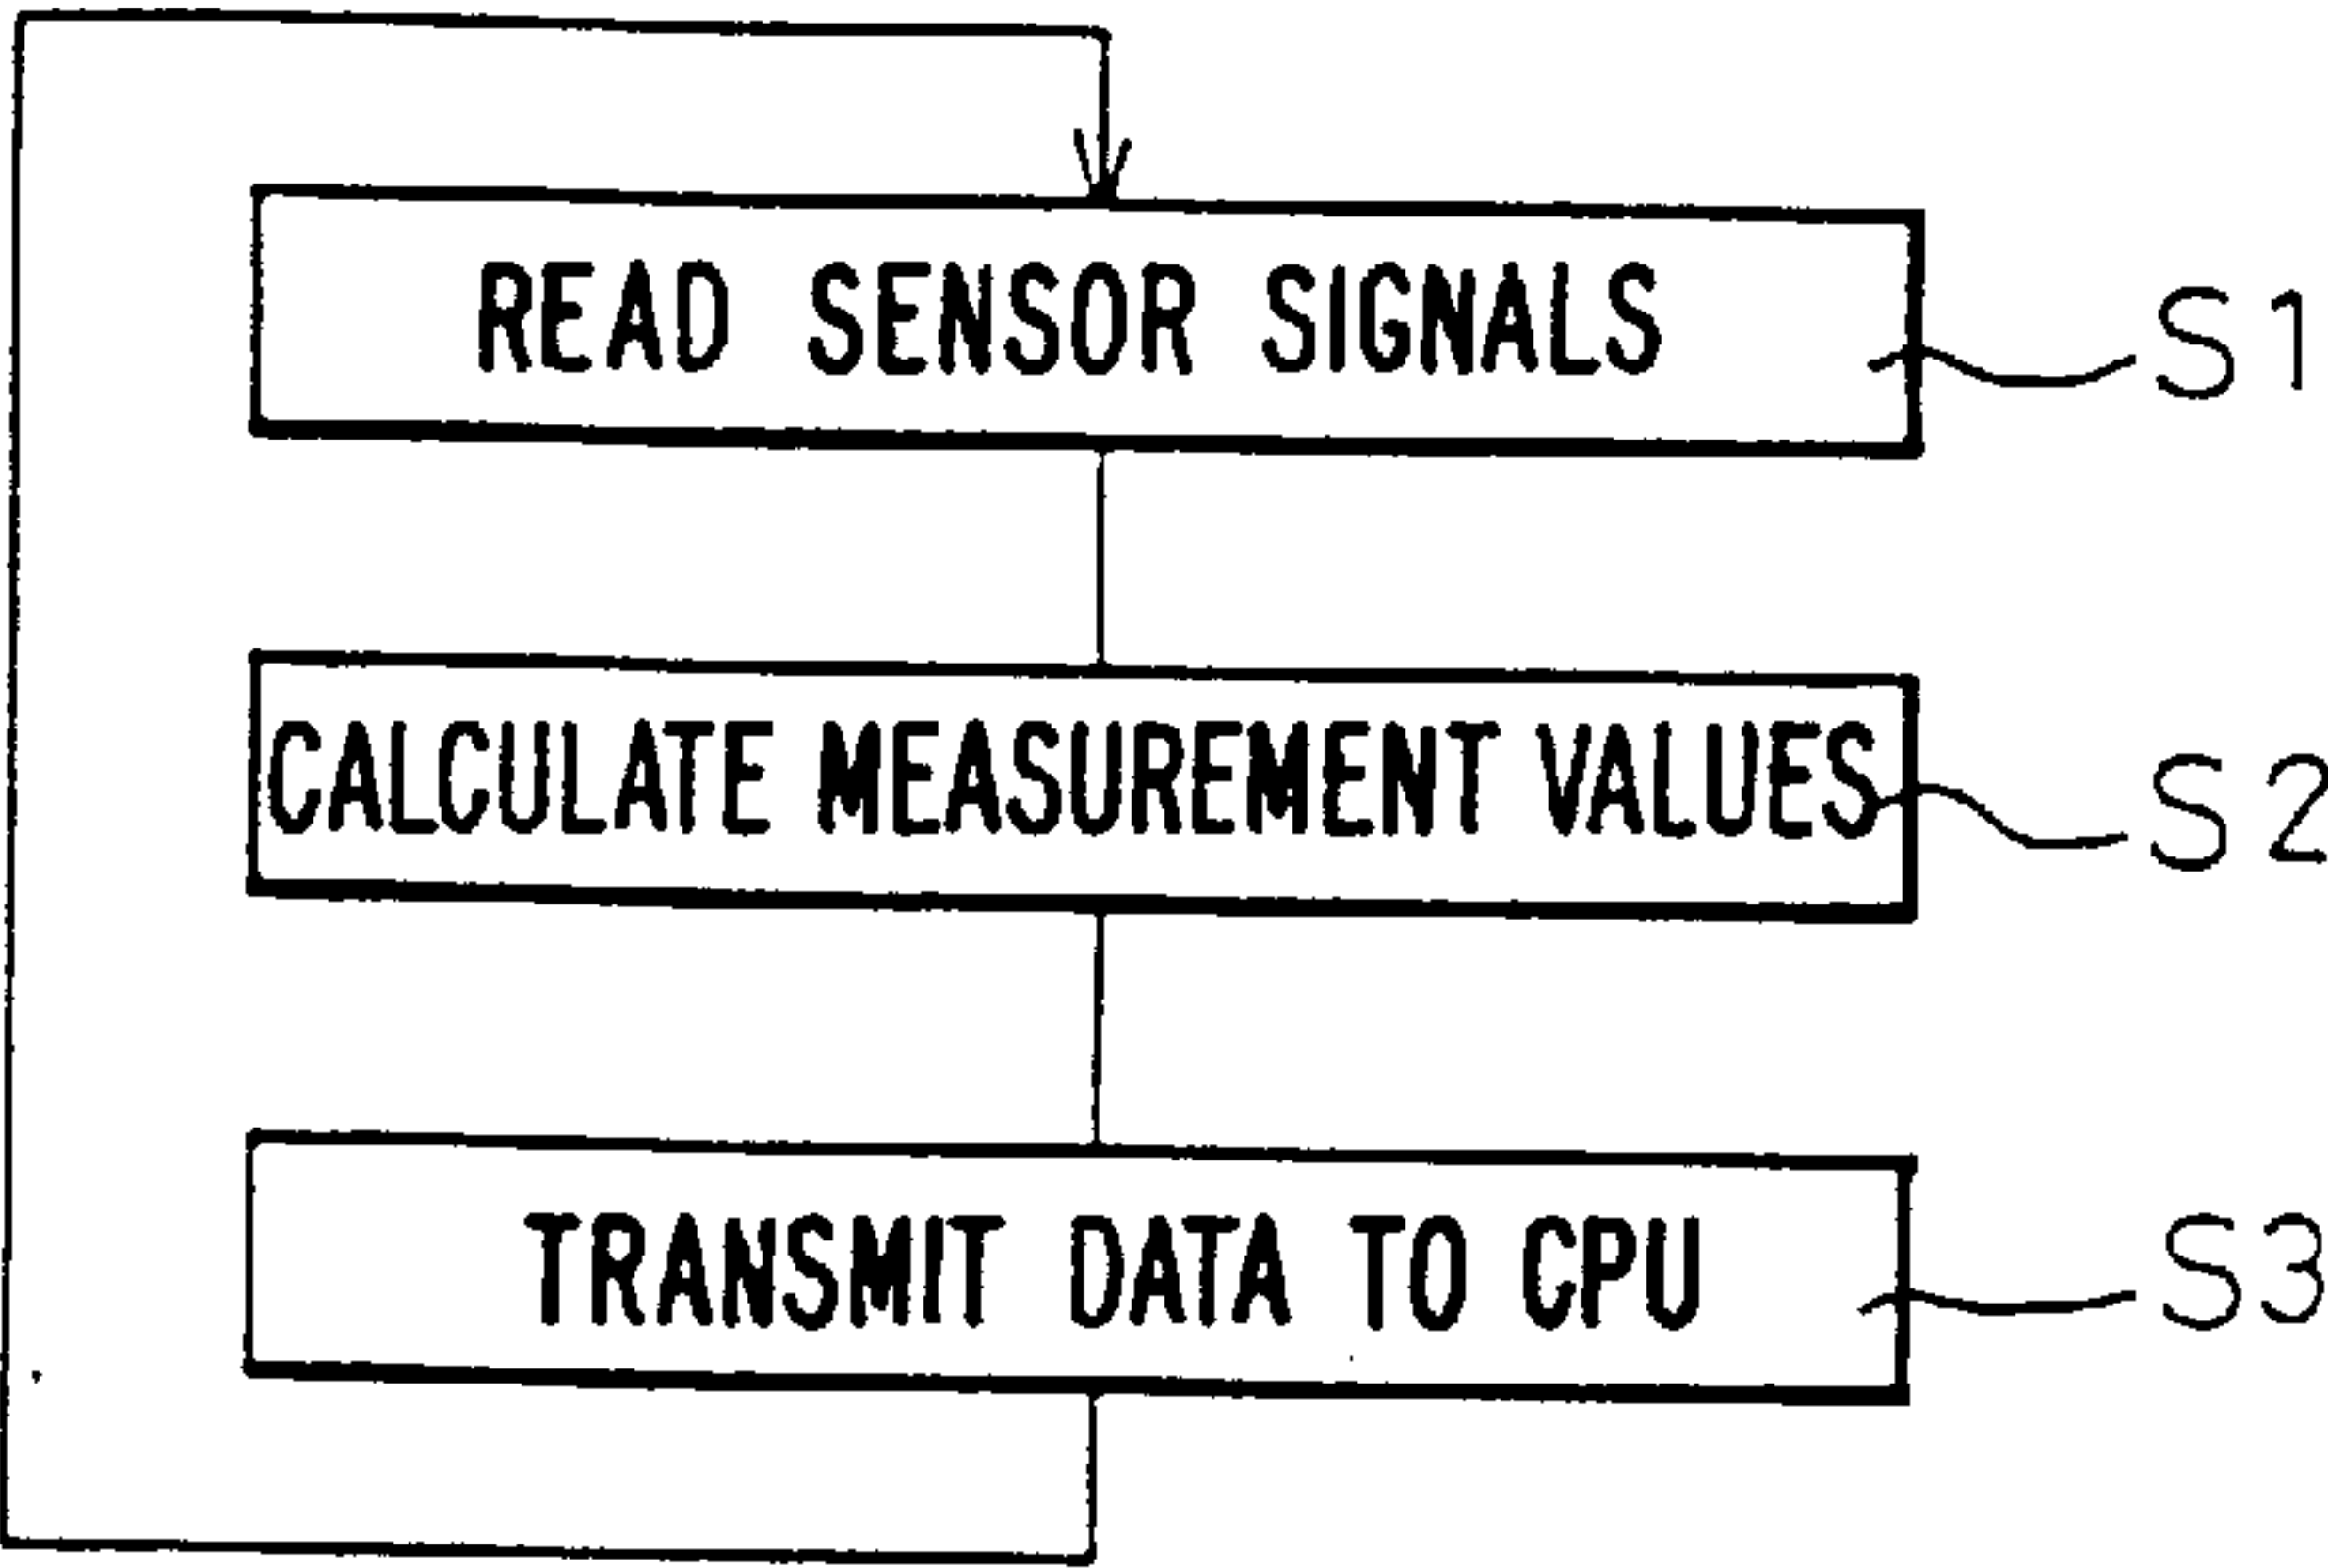 READ SENSOR SIGNALS
S1
CALCULATE MEASUREMENT VALUES
S2
TRANSMIT DATA TO CPU
S3